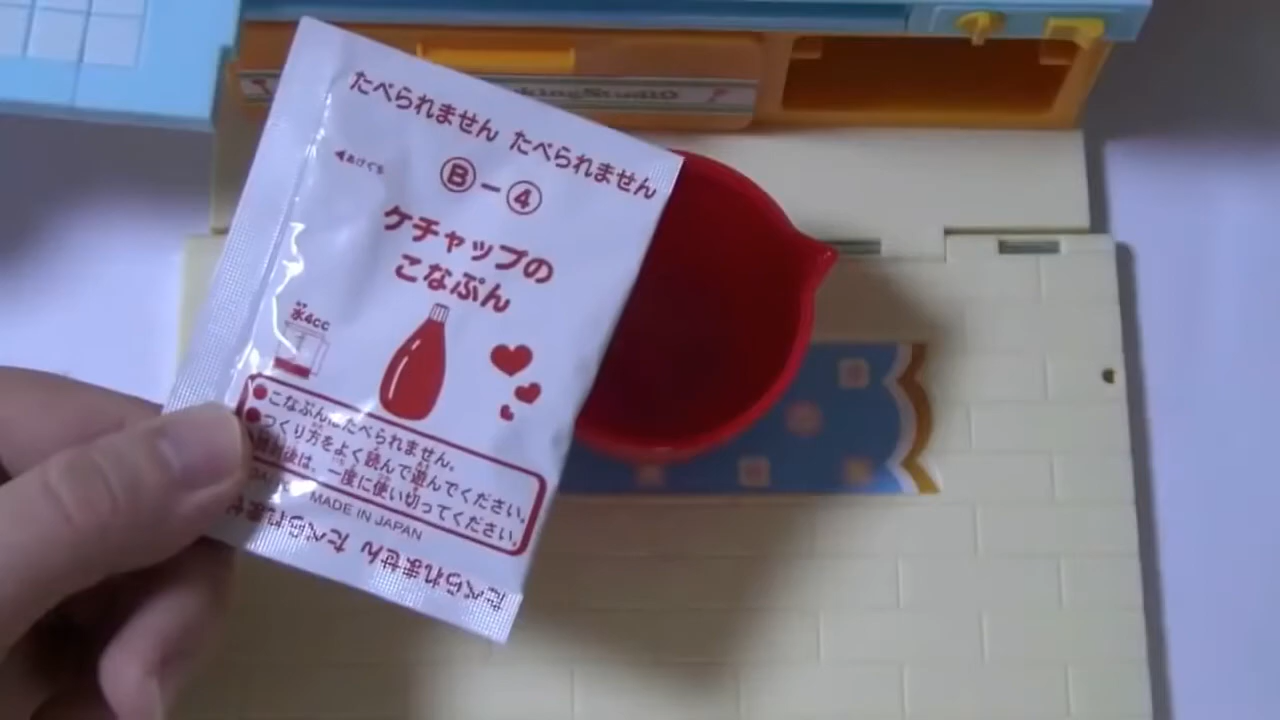 kingStudio
たべられません たべられません
◀あけぐち
Ⓑ-④
ケチャップの
こなぷん
水4cc
●こなぷんはたべられません。
●つくり方をよく読んで遊んでください。
は、一度に使い切ってください。
MADE IN JAPAN
たべられません たべられませ